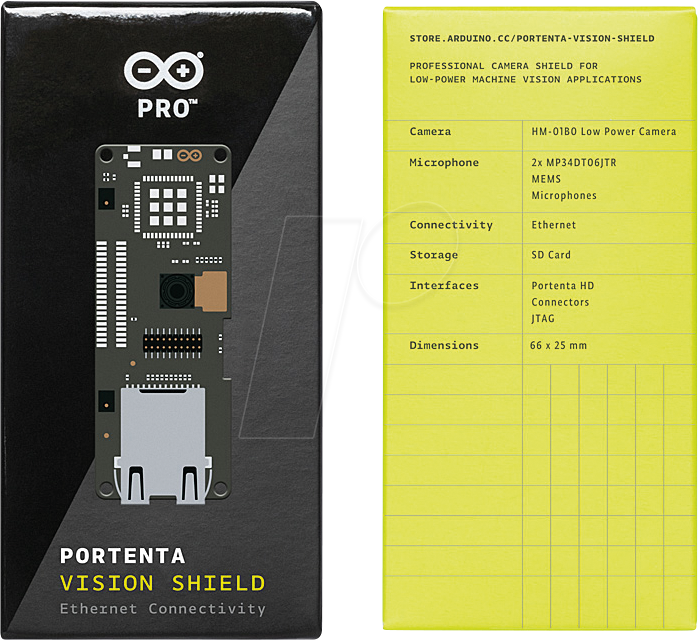 PRO™
PORTENTA
VISION SHIELD
Ethernet Connectivity
STORE.ARDUINO.CC/PORTENTA-VISION-SHIELD
PROFESSIONAL CAMERA SHIELD FOR
LOW-POWER MACHINE VISION APPLICATIONS
Camera HM-01B0 Low Power Camera
Microphone 2x MP34DT06JTR
MEMS
Microphones
Connectivity Ethernet
Storage SD Card
Interfaces Portenta HD
Connectors
JTAG
Dimensions 66 x 25 mm